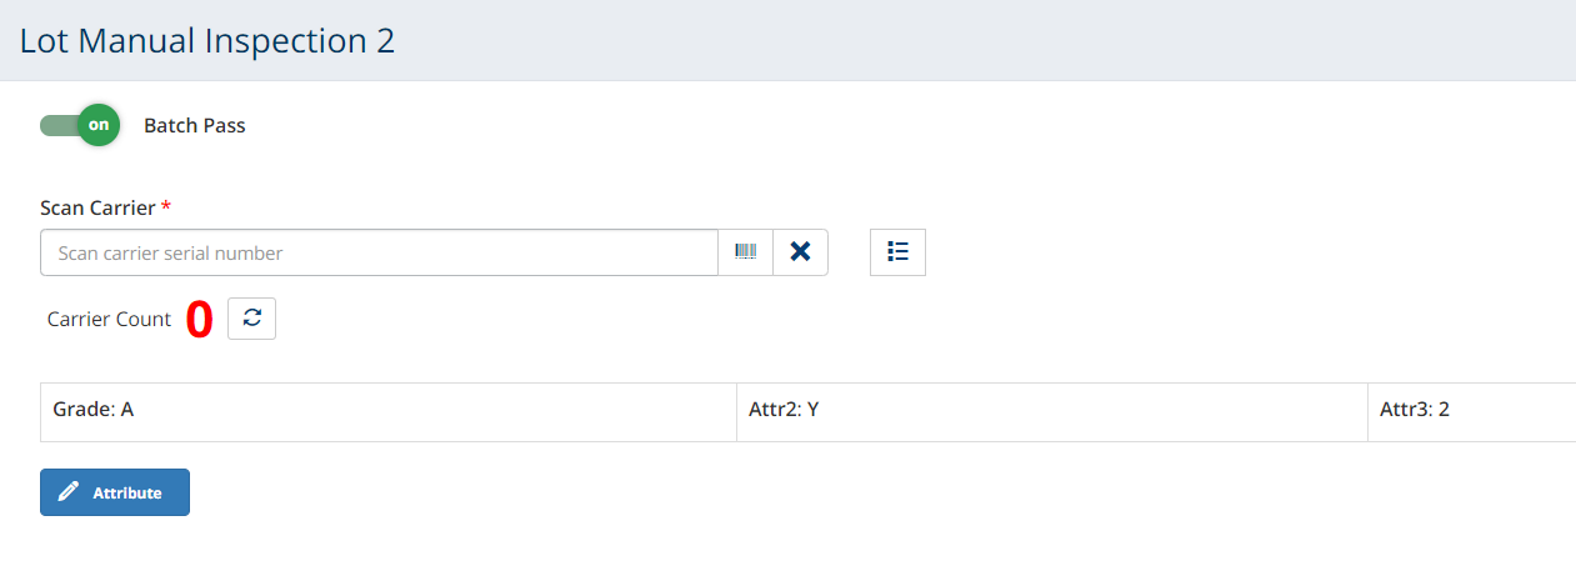 Lot Manual Inspection 2
on Batch Pass
Scan Carrier *
Scan carrier serial number
Carrier Count 0
Grade: A Attr2: Y Attr3: 2
Attribute